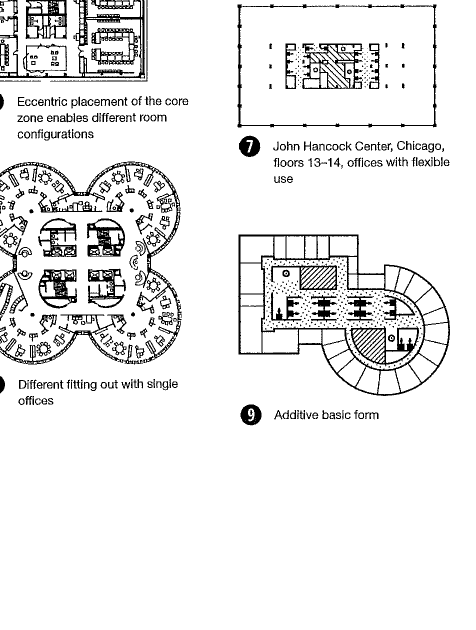 Eccentric placement of the core
zone enables different room
configurations
7 John Hancock Center, Chicago,
floors 13–14, offices with flexible
use
Different fitting out with single
offices
9 Additive basic form